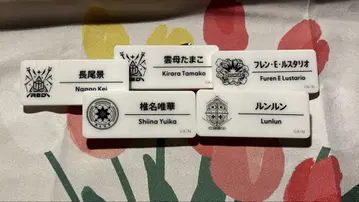 長尾景
Nagao Kei
雲母たまこ
Kirara Tamako
フレン・E・ルスタリオ
Furen E Lustario
椎名唯華
Shiina Yuika
ルンルン
Lunlun